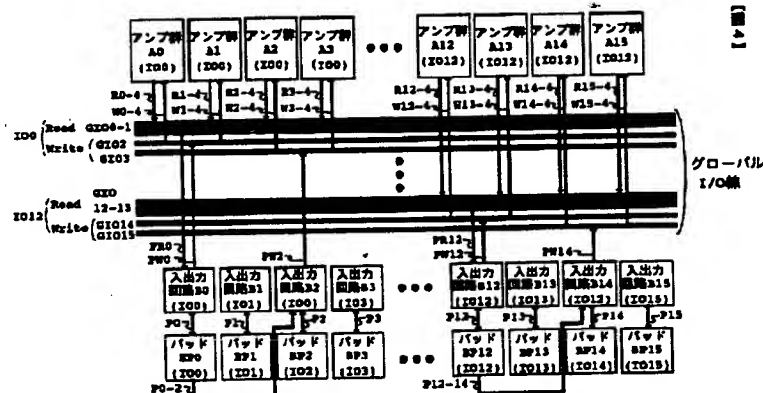 【図4】
アンプ群 A0 (IO0)
アンプ群 A1 (IO0)
アンプ群 A2 (IO0)
アンプ群 A3 (IO0)
アンプ群 A12 (IO12)
アンプ群 A13 (IO12)
アンプ群 A14 (IO12)
アンプ群 A15 (IO12)
R0-4 R1-4 R2-4 R3-4 R12-4 R13-4 R14-4 R15-4
W0-4 W1-4 W2-4 W3-4 W12-4 W13-4 W14-4 W15-4
IO0 Read GIO0-1
Write GIO2
GIO3
グローバル
I/O線
IO12 Read GIO
12-13
Write GIO14
GIO15
PR0 PR12
PW0 PW2 PW12 PW14
入出力 回路B0 (IO0)
入出力 回路B1 (IO1)
入出力 回路B2 (IO0)
入出力 回路B3 (IO3)
入出力 回路B12 (IO12)
入出力 回路B13 (IO13)
入出力 回路B14 (IO12)
入出力 回路B15 (IO15)
P0 P1 P2 P3 P12 P13 P14 P15
パッド BP0 (IO0)
パッド BP1 (IO1)
パッド BP2 (IO2)
パッド BP3 (IO3)
パッド BP12 (IO12)
パッド BP13 (IO13)
パッド BP14 (IO14)
パッド BP15 (IO15)
P0-2 P12-14